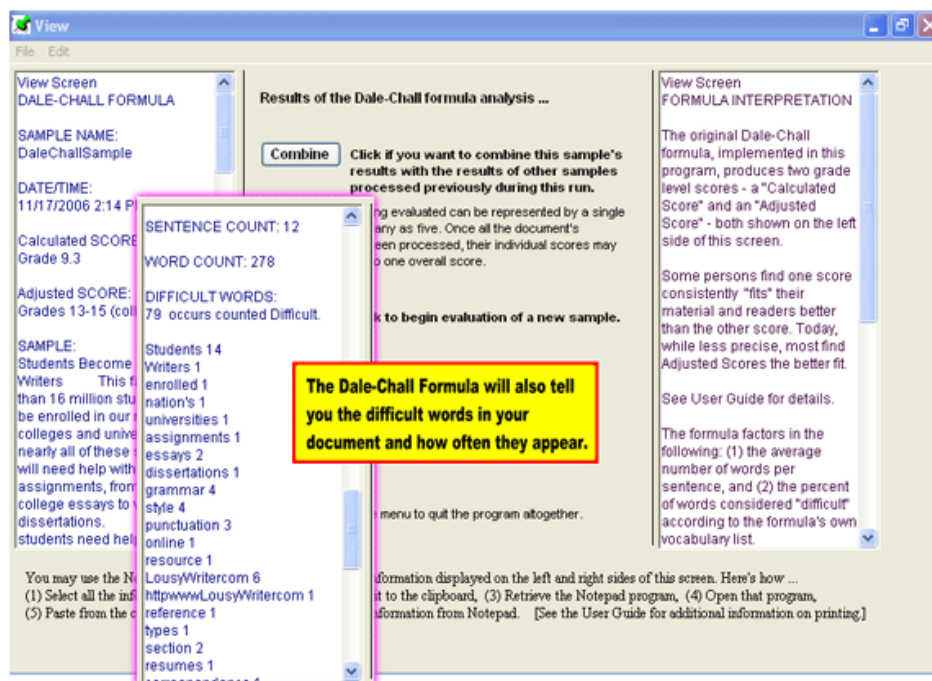 View
File Edit
View Screen
DALE-CHALL FORMULA
SAMPLE NAME:
DaleChallSample
DATE/TIME:
11/17/2006 2:14
Calculated SCORE
Grade 9.3
Adjusted SCORE:
Grades 13-15
SAMPLE:
Students Become
Writers This
than 16 million
be enrolled in our
colleges and
nearly all of these
will need help with
assignments, from
college essays to
dissertations.
students need
SENTENCE COUNT: 12
WORD COUNT: 278
DIFFICULT WORDS:
79 occurs counted Difficult.
Students 14
Writers 1
enrolled 1
nation's 1
universities 1
assignments 1
essays 2
dissertations 1
grammar 4
style 4
punctuation 3
online 1
resource 1
LousyWritercom 6
httpwwwLousyWritercom 1
reference 1
types 1
section 2
resumes 1
Results of the Dale-Chall formula analysis ...
Combine
Click if you want to combine this sample's
results with the results of other samples
processed previously during this run.
evaluated can be represented by a single
any as five. Once all the document's
processed, their individual scores may
one overall score.
to begin evaluation of a new sample.
The Dale-Chall Formula will also tell
you the difficult words in your
document and how often they appear.
menu to quit the program altogether.
View Screen
FORMULA INTERPRETATION
The original Dale-Chall
formula, implemented in this
program, produces two grade
level scores - a "Calculated
Score" and an "Adjusted
Score" - both shown on the left
side of this screen.
Some persons find one score
consistently "fits" their
material and readers better
than the other score. Today,
while less precise, most find
Adjusted Scores the better fit.
See User Guide for details.
The formula factors in the
following: (1) the average
number of words per
sentence, and (2) the percent
of words considered "difficult"
according to the formula's own
vocabulary list.
You may use the information displayed on the left and right sides of this screen. Here's how ...
(1) Select all the it to the clipboard, (3) Retrieve the Notepad program, (4) Open that program,
(5) Paste from the information from Notepad. [See the User Guide for additional information on printing.]